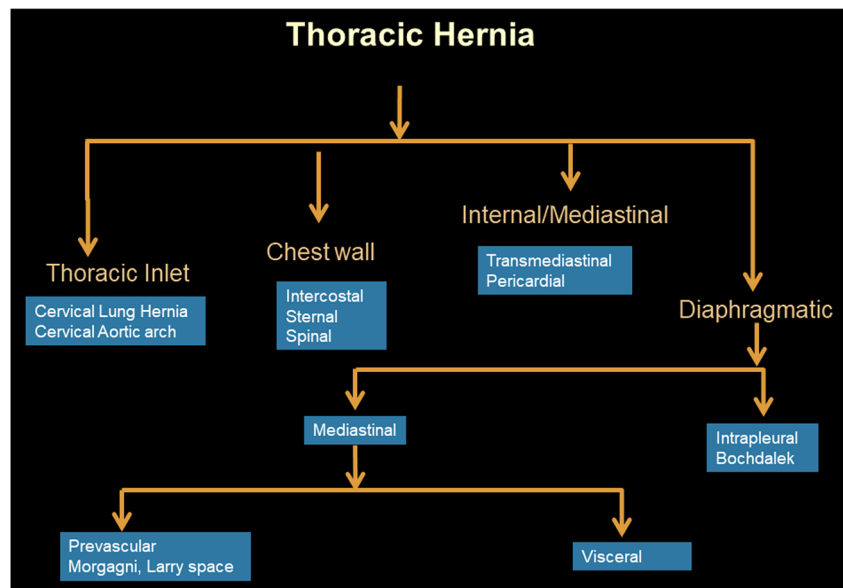 Thoracic Hernia
Internal/Mediastinal
Chest wall
Transmediastinal
Pericardial
Thoracic Inlet
Intercostal
Sternal
Spinal
Cervical Lung Hernia
Cervical Aortic arch
Diaphragmatic
Mediastinal
Intrapleural
Bochdalek
Prevascular
Morgagni, Larry space
Visceral